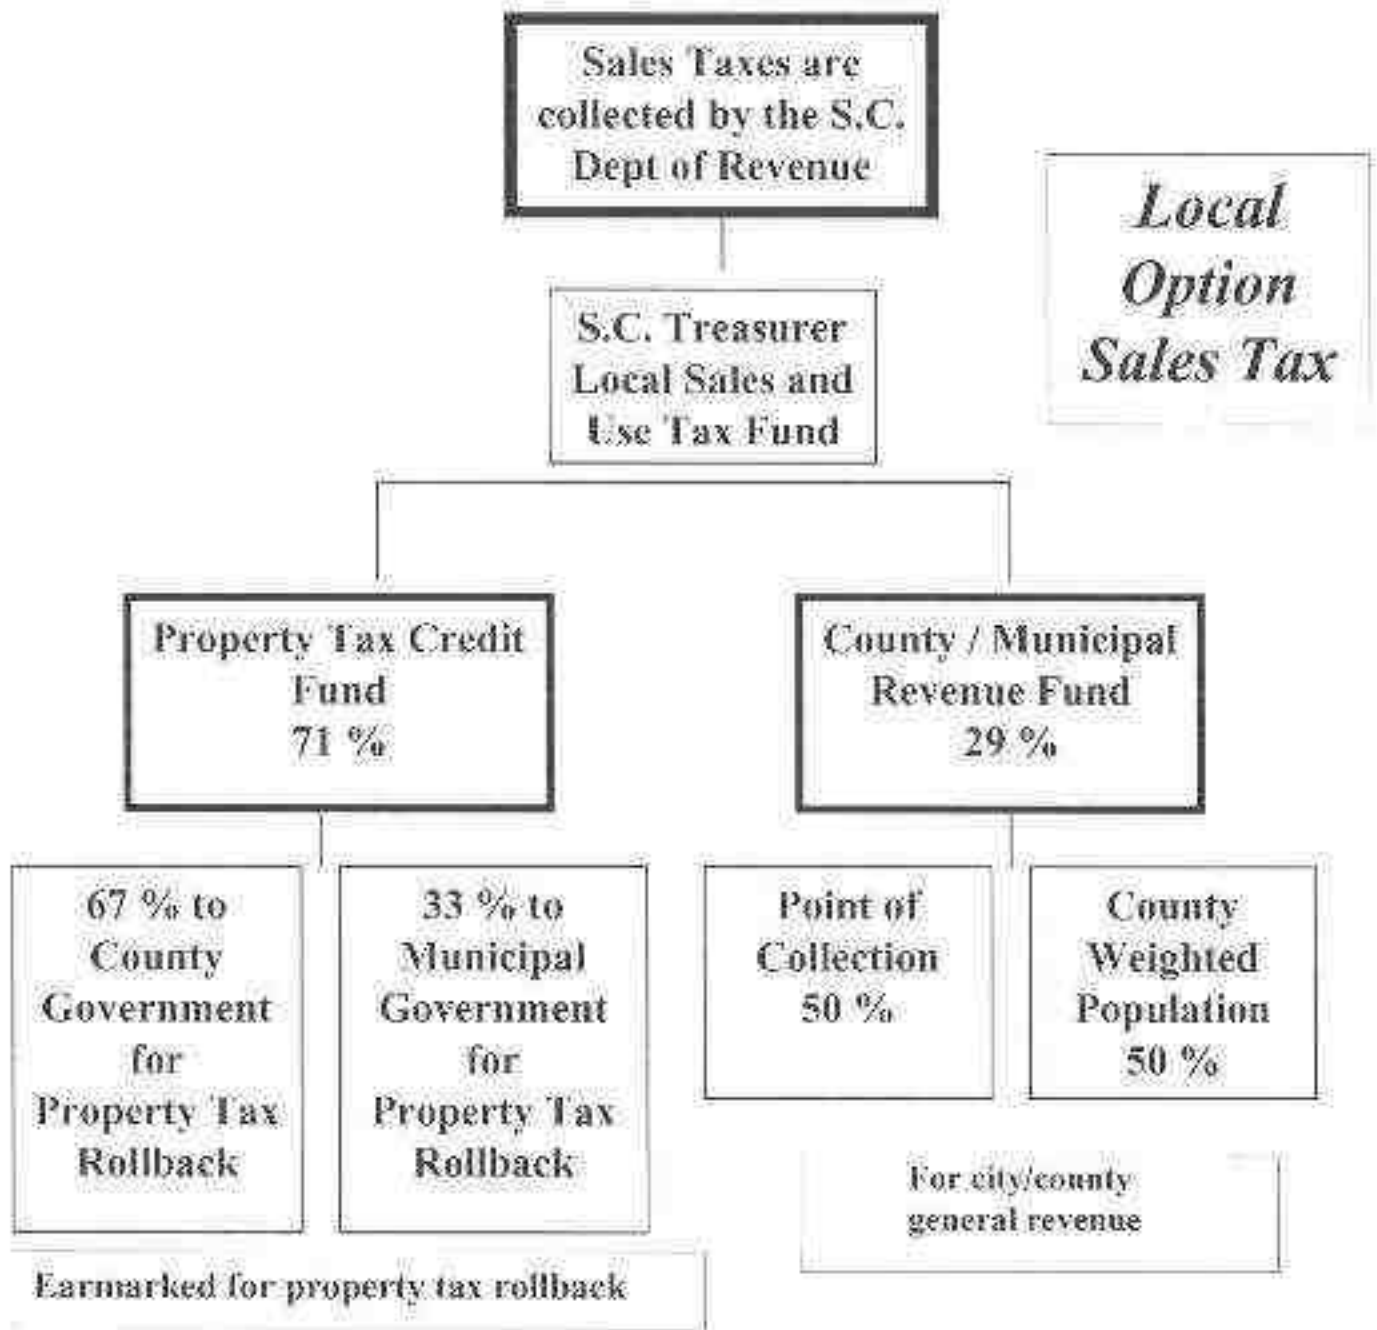 Sales Taxes are
collected by the S.C.
Dept of Revenue
Local
Option
Sales Tax
S.C. Treasurer
Local Sales and
Use Tax Fund
Property Tax Credit
Fund
71 %
County / Municipal
Revenue Fund
29 %
67 % to
County
Government
for
Property Tax
Rollback
33 % to
Municipal
Government
for
Property Tax
Rollback
Point of
Collection
50 %
County
Weighted
Population
50 %
For city/county
general revenue
Earmarked for property tax rollback